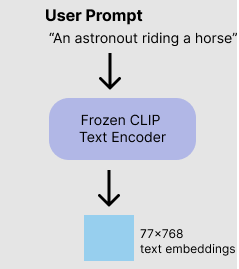 User Prompt
“An astronout riding a horse”
Frozen CLIP
Text Encoder
77×768
text embeddings